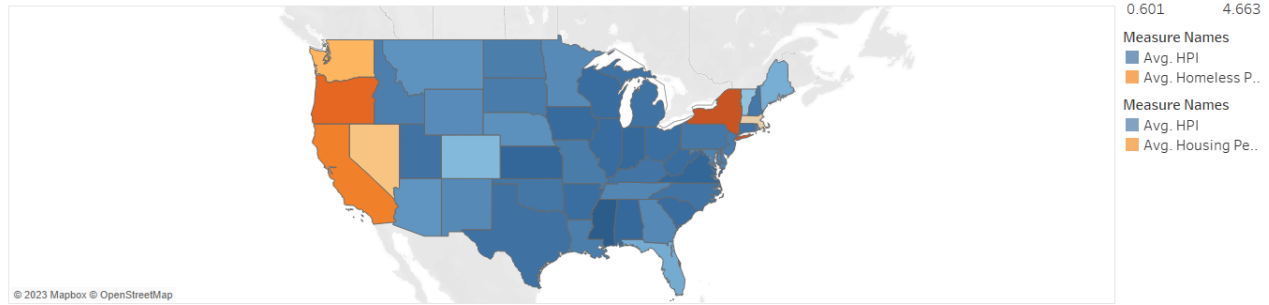 0.601 4.663
Measure Names
Avg. HPI
Avg. Homeless P..
Measure Names
Avg. HPI
Avg. Housing Pe..
© 2023 Mapbox © OpenStreetMap